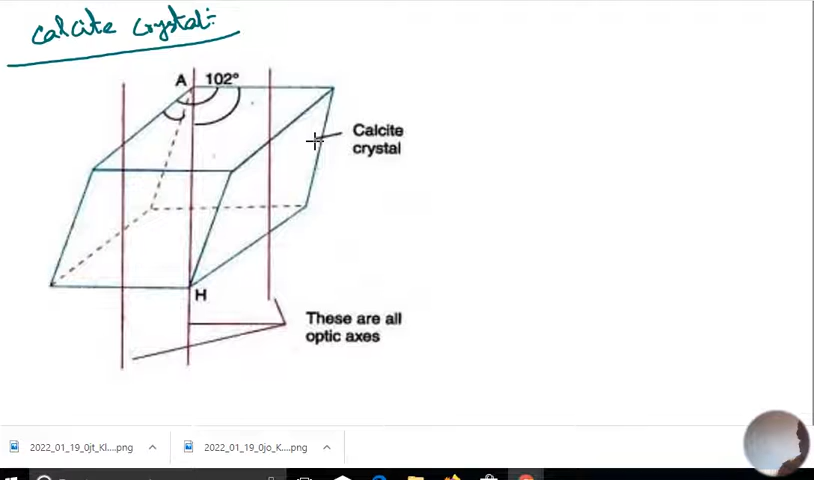 Calcite Crystal:-
A 102°
Calcite
crystal
H
These are all
optic axes
2022_01_19_0jt_Kl....png
2022_01_19_0jo_K....png